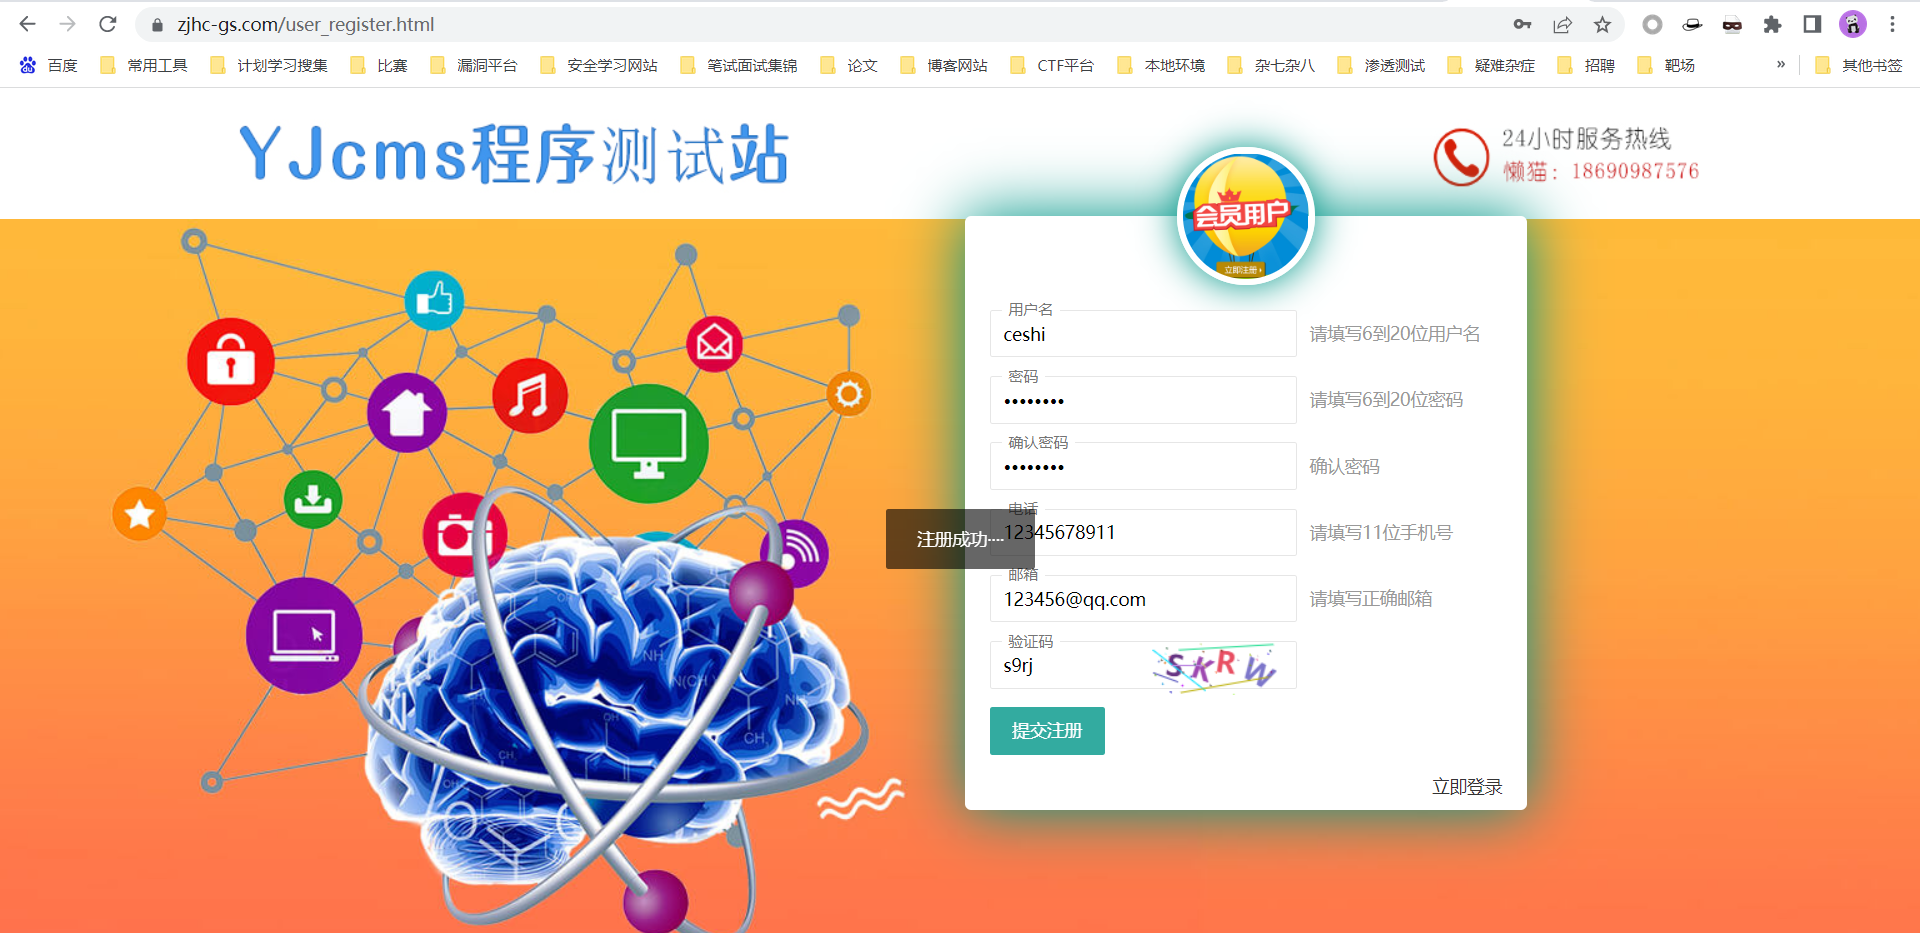 zjhc-gs.com/user_register.html
百度 常用工具 计划学习搜集 比赛 漏洞平台 安全学习网站 笔试面试集锦 论文 博客网站 CTF平台 本地环境 杂七杂八 渗透测试 疑难杂症 招聘 靶场 » 其他书签
YJcms程序测试站
24小时服务热线
懒猫：18690987576
会员用户
立即注册
用户名
ceshi 请填写6到20位用户名
密码
•••••••• 请填写6到20位密码
确认密码
•••••••• 确认密码
电话
12345678911 请填写11位手机号
注册成功····
邮箱
123456@qq.com 请填写正确邮箱
验证码
s9rj SKRW
提交注册
立即登录
NH
N(CH
NH
OH
CH
CH
OH